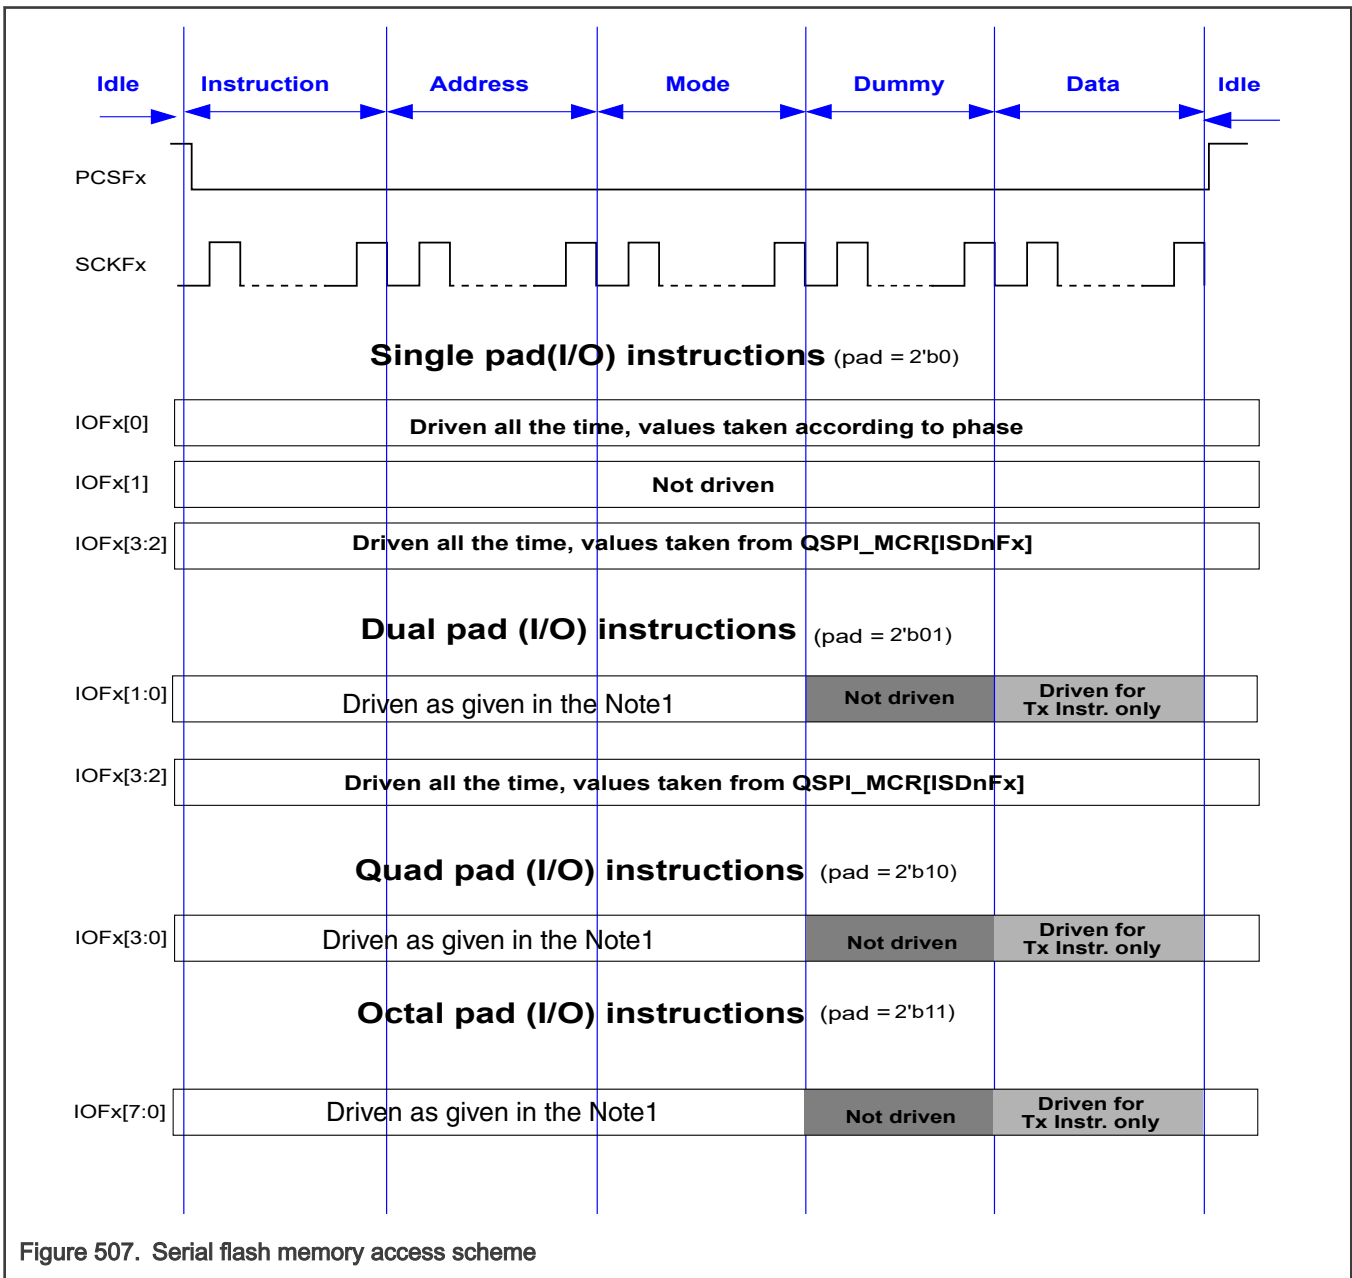 Idle Instruction Address Mode Dummy Data Idle
PCSFx
SCKFx
Single pad(I/O) instructions (pad = 2'b0)
IOFx[0] Driven all the time, values taken according to phase
IOFx[1] Not driven
IOFx[3:2] Driven all the time, values taken from QSPI_MCR[ISDnFx]
Dual pad (I/O) instructions (pad = 2'b01)
IOFx[1:0] Driven as given in the Note1 Not driven Driven for
Tx Instr. only
IOFx[3:2] Driven all the time, values taken from QSPI_MCR[ISDnFx]
Quad pad (I/O) instructions (pad = 2'b10)
IOFx[3:0] Driven as given in the Note1 Not driven Driven for
Tx Instr. only
Octal pad (I/O) instructions (pad = 2'b11)
IOFx[7:0] Driven as given in the Note1 Not driven Driven for
Tx Instr. only
Figure 507. Serial flash memory access scheme